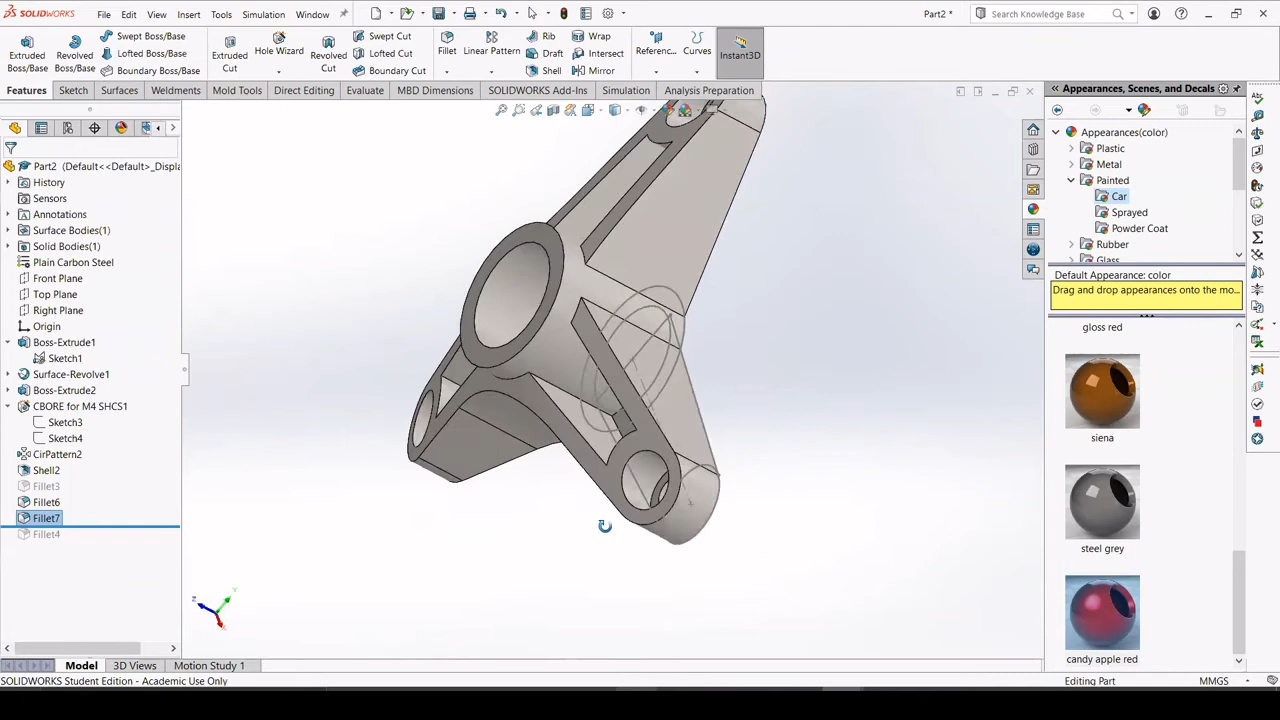 SOLIDWORKS File Edit View Insert Tools Simulation Window Part2 * Search Knowledge Base
Extruded Boss/Base
Revolved Boss/Base
Swept Boss/Base
Lofted Boss/Base
Boundary Boss/Base
Extruded Cut
Hole Wizard
Revolved Cut
Swept Cut
Lofted Cut
Boundary Cut
Fillet
Linear Pattern
Rib
Draft
Shell
Wrap
Intersect
Mirror
Referenc...
Curves
Instant3D
Features Sketch Surfaces Weldments Mold Tools Direct Editing Evaluate MBD Dimensions SOLIDWORKS Add-Ins Simulation Analysis Preparation
Part2 (Default<<Default>_Displa
History
Sensors
Annotations
Surface Bodies(1)
Solid Bodies(1)
Plain Carbon Steel
Front Plane
Top Plane
Right Plane
Origin
Boss-Extrude1
Sketch1
Surface-Revolve1
Boss-Extrude2
CBORE for M4 SHCS1
Sketch3
Sketch4
CirPattern2
Shell2
Fillet3
Fillet6
Fillet7
Fillet4
Appearances, Scenes, and Decals
Appearances(color)
Plastic
Metal
Painted
Car
Sprayed
Powder Coat
Rubber
Glass
Default Appearance: color
Drag and drop appearances onto the mo...
gloss red
siena
steel grey
candy apple red
Model 3D Views Motion Study 1
SOLIDWORKS Student Edition - Academic Use Only Editing Part MMGS